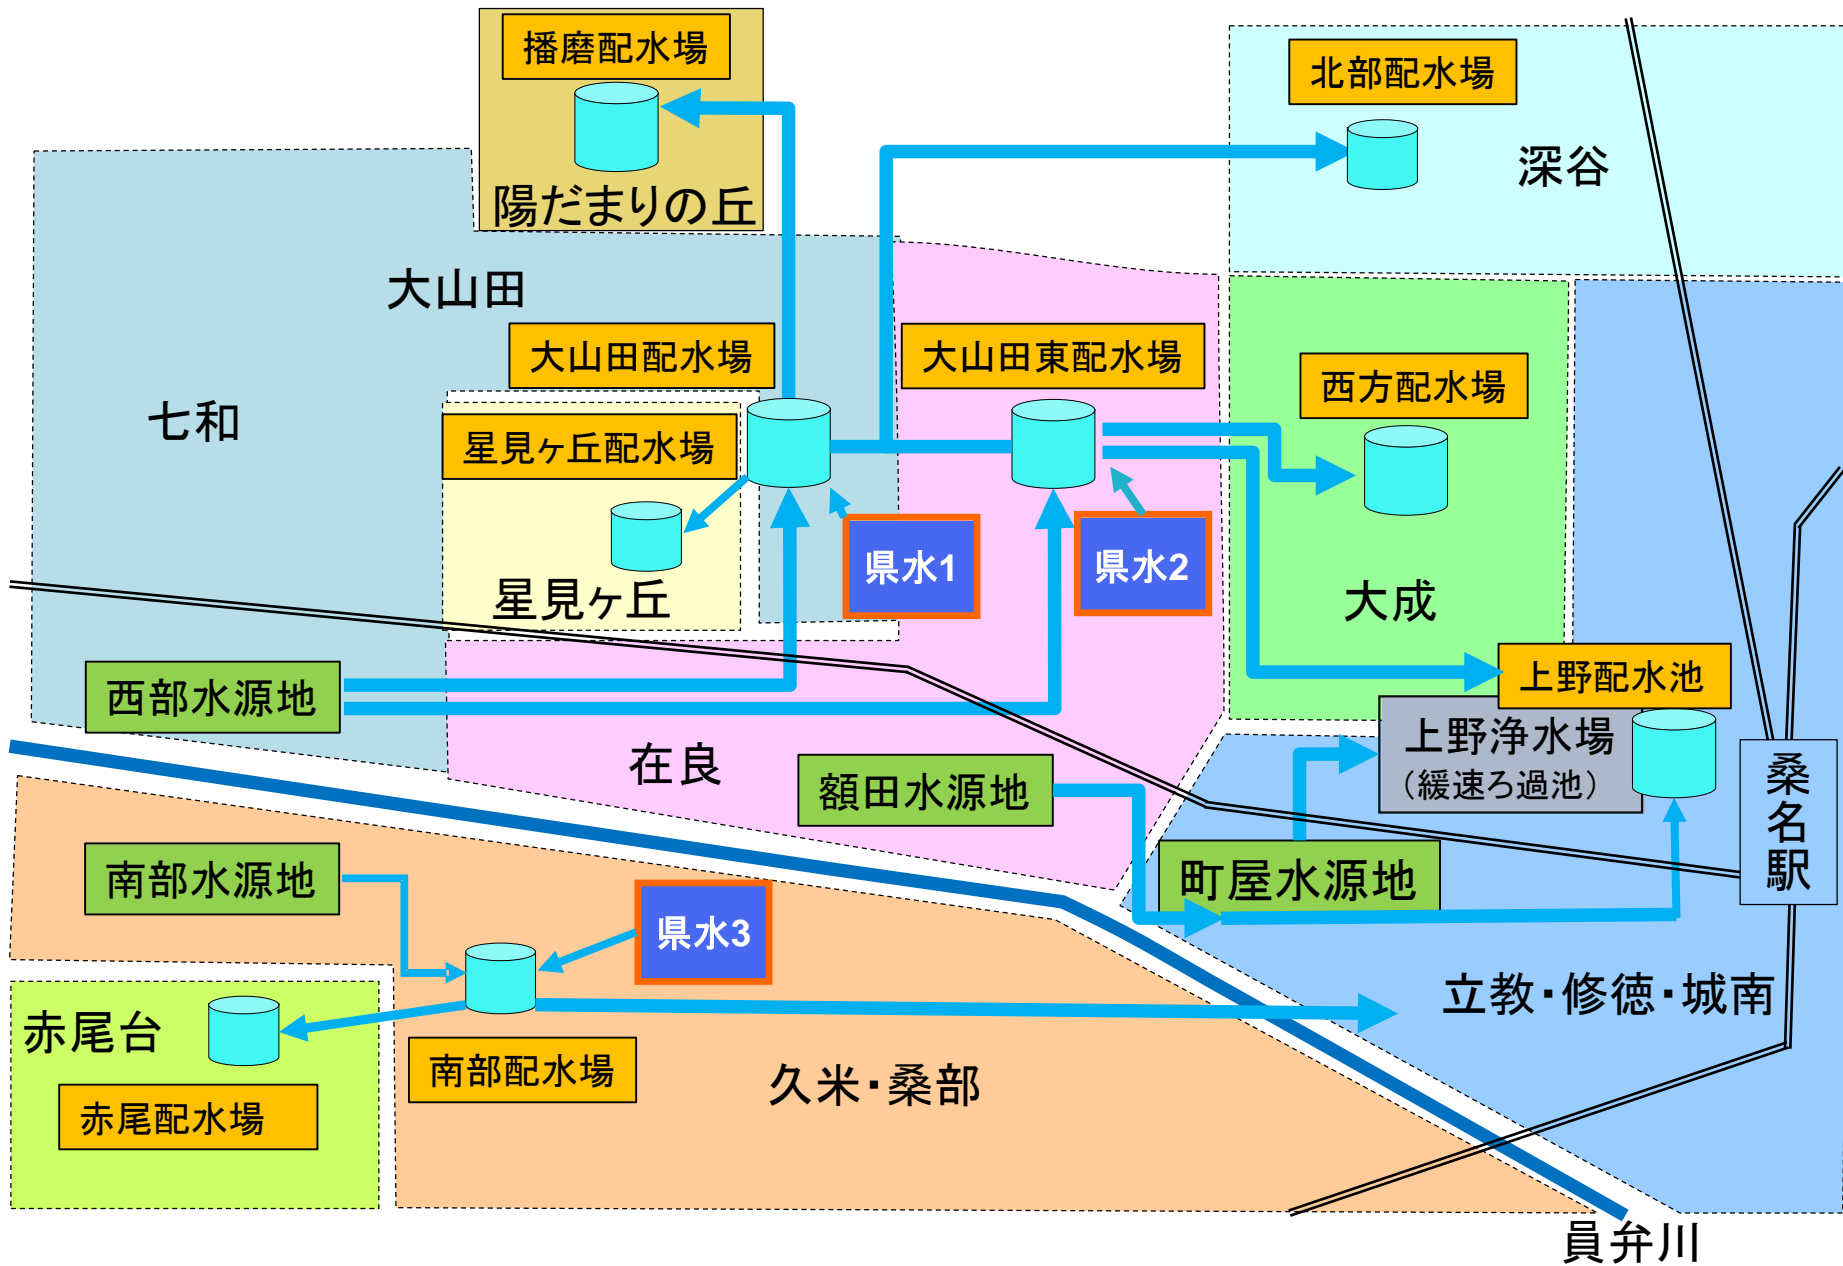 播磨配水場
陽だまりの丘
北部配水場
深谷
大山田
大山田配水場
大山田東配水場
西方配水場
七和
星見ヶ丘配水場
星見ヶ丘
県水1
県水2
大成
西部水源地
上野配水池
上野浄水場
（緩速ろ過池）
在良
額田水源地
桑名駅
南部水源地
町屋水源地
県水3
立教・修徳・城南
赤尾台
南部配水場
久米・桑部
赤尾配水場
員弁川